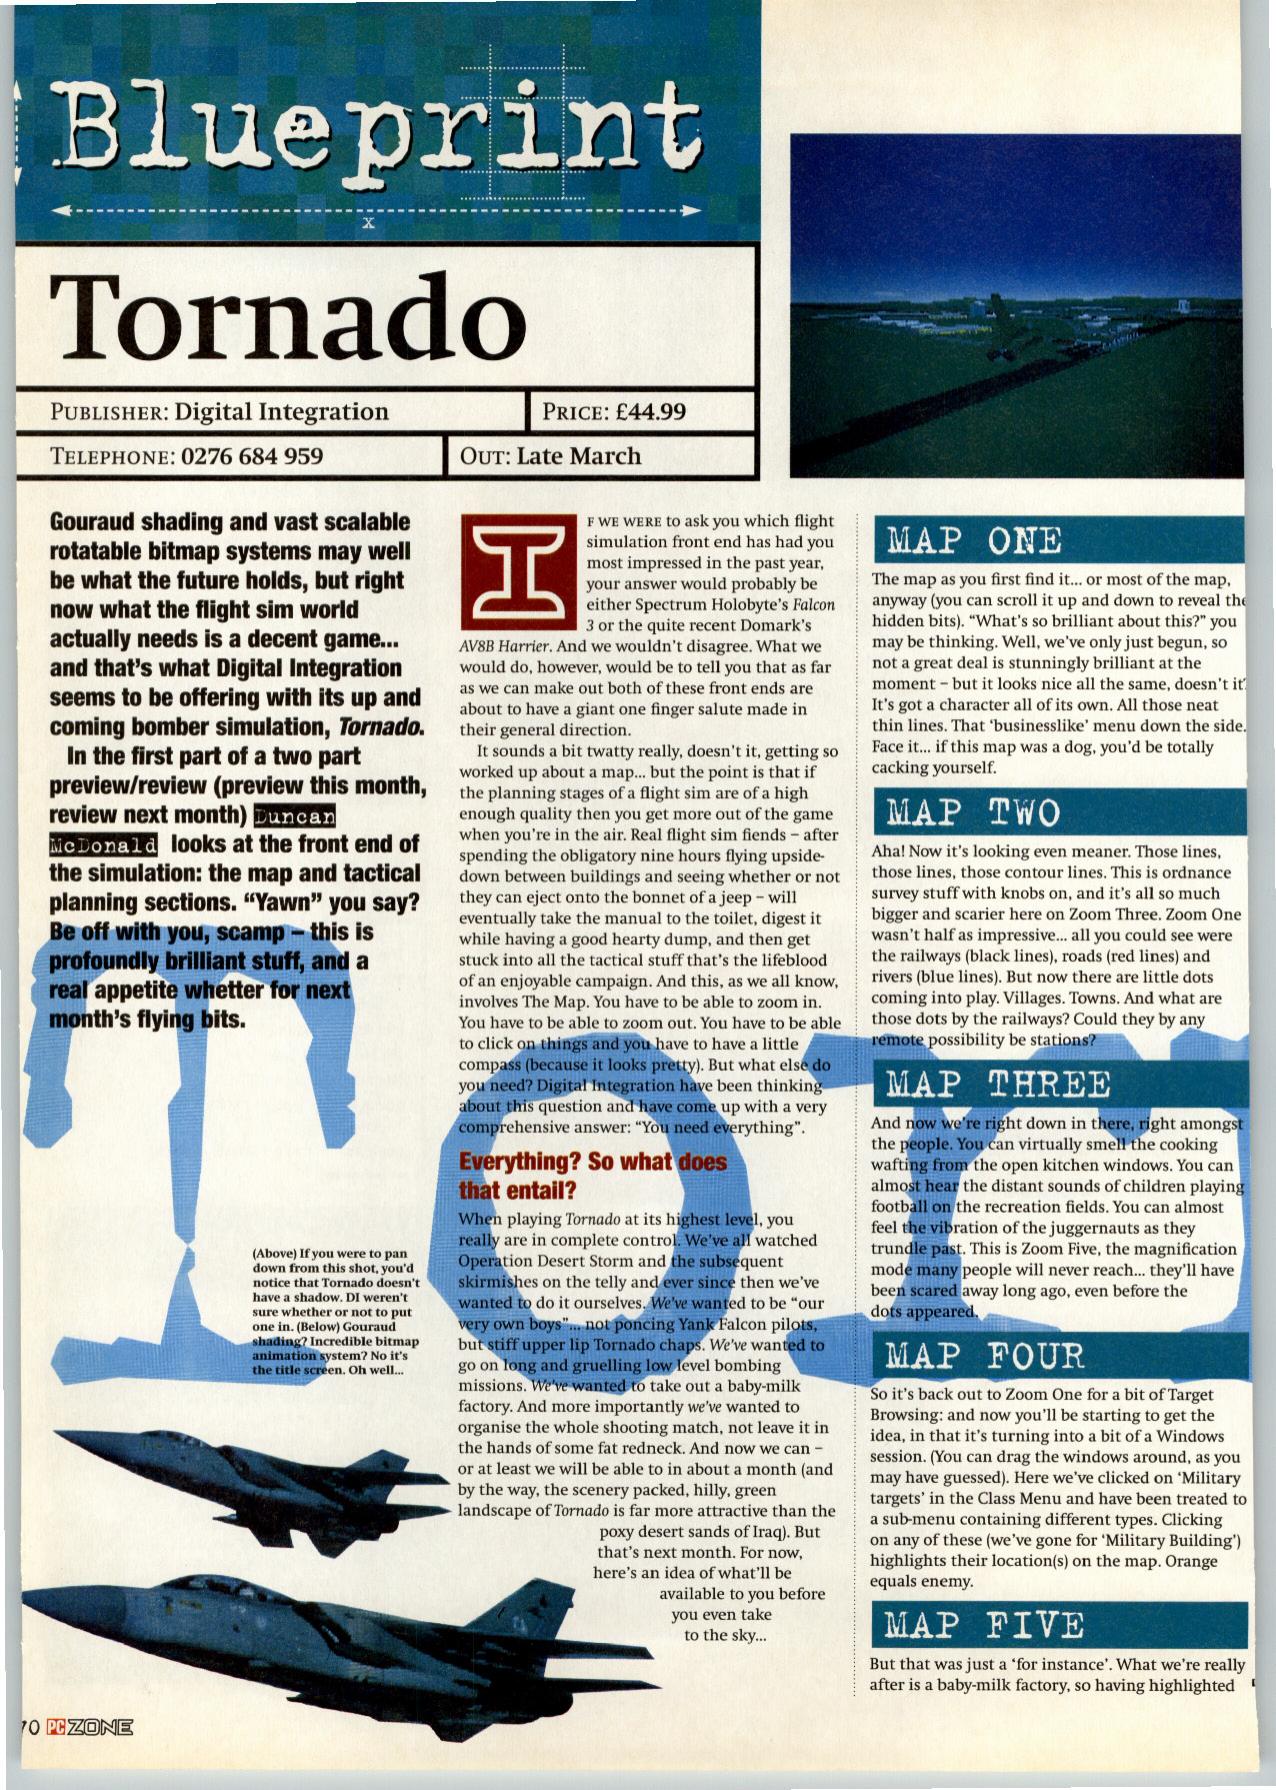 Blueprint
x
Tornado
PUBLISHER: Digital Integration
PRICE: £44.99
TELEPHONE: 0276 684 959
OUT: Late March
Gouraud shading and vast scalable
rotatable bitmap systems may well
be what the future holds, but right
now what the flight sim world
actually needs is a decent game...
and that's what Digital Integration
seems to be offering with its up and
coming bomber simulation, Tornado.
In the first part of a two part
preview/review (preview this month,
review next month) Duncan
McDonald looks at the front end of
the simulation: the map and tactical
planning sections. “Yawn” you say?
Be off with you, scamp – this is
profoundly brilliant stuff, and a
real appetite whetter for next
month's flying bits.
(Above) If you were to pan
down from this shot, you'd
notice that Tornado doesn't
have a shadow. DI weren't
sure whether or not to put
one in. (Below) Gouraud
shading? Incredible bitmap
animation system? No it's
the title screen. Oh well...
IF WE WERE to ask you which flight
simulation front end has had you
most impressed in the past year,
your answer would probably be
either Spectrum Holobyte's Falcon
3 or the quite recent Domark's
AV8B Harrier. And we wouldn't disagree. What we
would do, however, would be to tell you that as far
as we can make out both of these front ends are
about to have a giant one finger salute made in
their general direction.
It sounds a bit twatty really, doesn't it, getting so
worked up about a map... but the point is that if
the planning stages of a flight sim are of a high
enough quality then you get more out of the game
when you're in the air. Real flight sim fiends – after
spending the obligatory nine hours flying upside-
down between buildings and seeing whether or not
they can eject onto the bonnet of a jeep – will
eventually take the manual to the toilet, digest it
while having a good hearty dump, and then get
stuck into all the tactical stuff that's the lifeblood
of an enjoyable campaign. And this, as we all know,
involves The Map. You have to be able to zoom in.
You have to be able to zoom out. You have to be able
to click on things and you have to have a little
compass (because it looks pretty). But what else do
you need? Digital Integration have been thinking
about this question and have come up with a very
comprehensive answer: “You need everything”.
Everything? So what does
that entail?
When playing Tornado at its highest level, you
really are in complete control. We've all watched
Operation Desert Storm and the subsequent
skirmishes on the telly and ever since then we've
wanted to do it ourselves. We've wanted to be “our
very own boys”... not poncing Yank Falcon pilots,
but stiff upper lip Tornado chaps. We've wanted to
go on long and gruelling low level bombing
missions. We've wanted to take out a baby-milk
factory. And more importantly we've wanted to
organise the whole shooting match, not leave it in
the hands of some fat redneck. And now we can –
or at least we will be able to in about a month (and
by the way, the scenery packed, hilly, green
landscape of Tornado is far more attractive than the
poxy desert sands of Iraq). But
that's next month. For now,
here's an idea of what'll be
available to you before
you even take
to the sky...
MAP ONE
The map as you first find it... or most of the map,
anyway (you can scroll it up and down to reveal the
hidden bits). “What's so brilliant about this?” you
may be thinking. Well, we've only just begun, so
not a great deal is stunningly brilliant at the
moment – but it looks nice all the same, doesn't it?
It's got a character all of its own. All those neat
thin lines. That 'businesslike' menu down the side.
Face it... if this map was a dog, you'd be totally
cacking yourself.
MAP TWO
Aha! Now it's looking even meaner. Those lines,
those lines, those contour lines. This is ordnance
survey stuff with knobs on, and it's all so much
bigger and scarier here on Zoom Three. Zoom One
wasn't half as impressive... all you could see were
the railways (black lines), roads (red lines) and
rivers (blue lines). But now there are little dots
coming into play. Villages. Towns. And what are
those dots by the railways? Could they by any
remote possibility be stations?
MAP THREE
And now we're right down in there, right amongst
the people. You can virtually smell the cooking
wafting from the open kitchen windows. You can
almost hear the distant sounds of children playing
football on the recreation fields. You can almost
feel the vibration of the juggernauts as they
trundle past. This is Zoom Five, the magnification
mode many people will never reach... they'll have
been scared away long ago, even before the
dots appeared.
MAP FOUR
So it's back out to Zoom One for a bit of Target
Browsing: and now you'll be starting to get the
idea, in that it's turning into a bit of a Windows
session. (You can drag the windows around, as you
may have guessed). Here we've clicked on 'Military
targets' in the Class Menu and have been treated to
a sub-menu containing different types. Clicking
on any of these (we've gone for 'Military Building')
highlights their location(s) on the map. Orange
equals enemy.
MAP FIVE
But that was just a 'for instance'. What we're really
after is a baby-milk factory, so having highlighted
70 PC ZONE